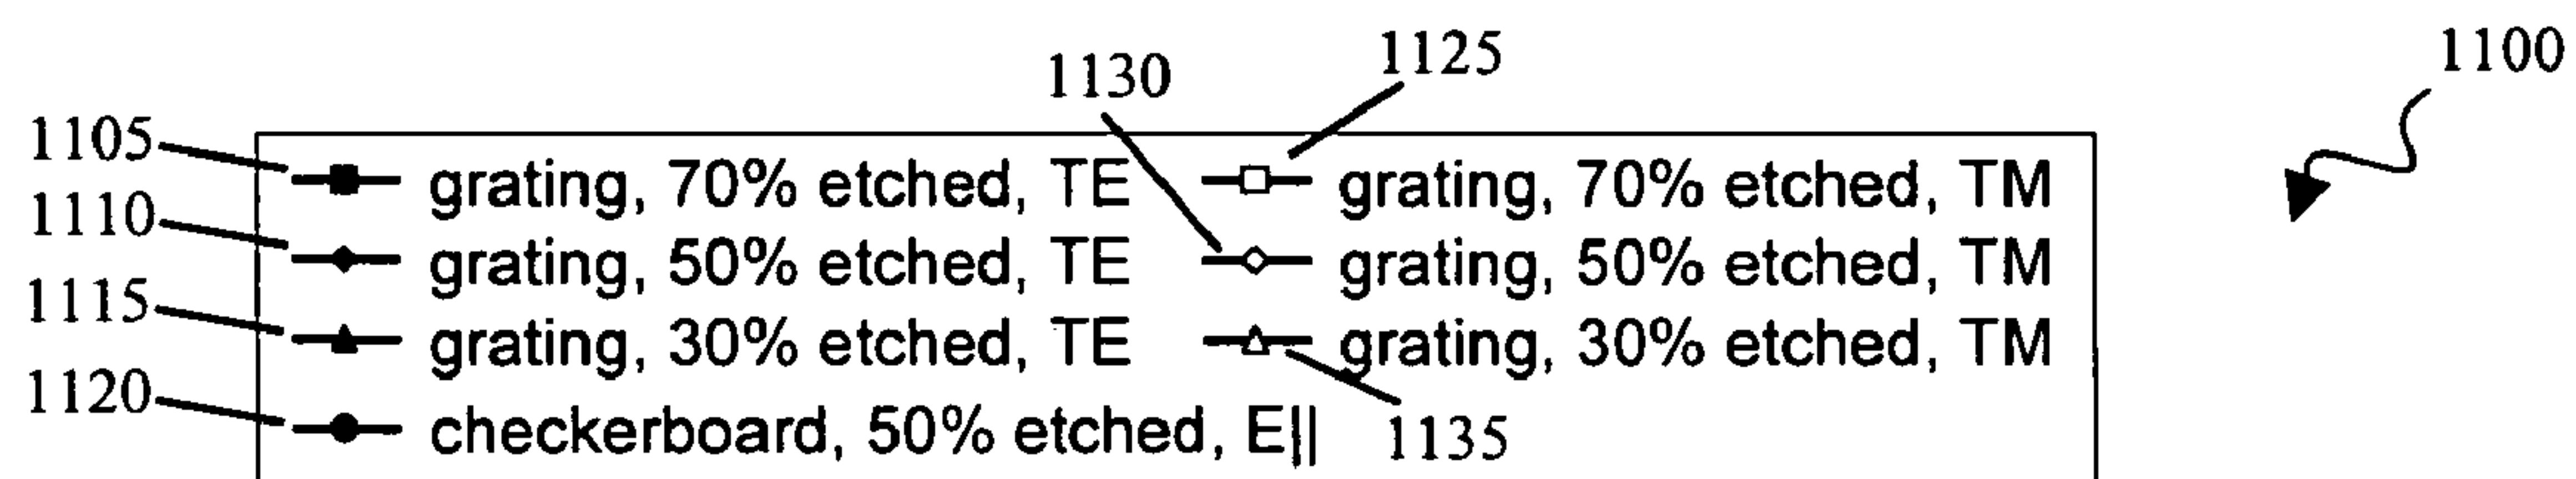 1100
1125
1130
1105 grating, 70% etched, TE grating, 70% etched, TM
1110 grating, 50% etched, TE grating, 50% etched, TM
1115 grating, 30% etched, TE grating, 30% etched, TM
1120 checkerboard, 50% etched, E|| 1135